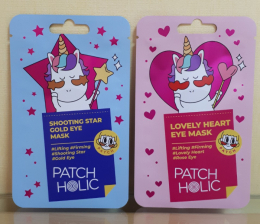 SHOOTING STAR
GOLD EYE
MASK
#Lifting #Firming
#Shooting Star
#Gold Eye
PATCH
HOLIC
LOVELY HEART
EYE MASK
#Lifting #Firming
#Lovely Heart
#Rose Eye
PATCH
HOLIC